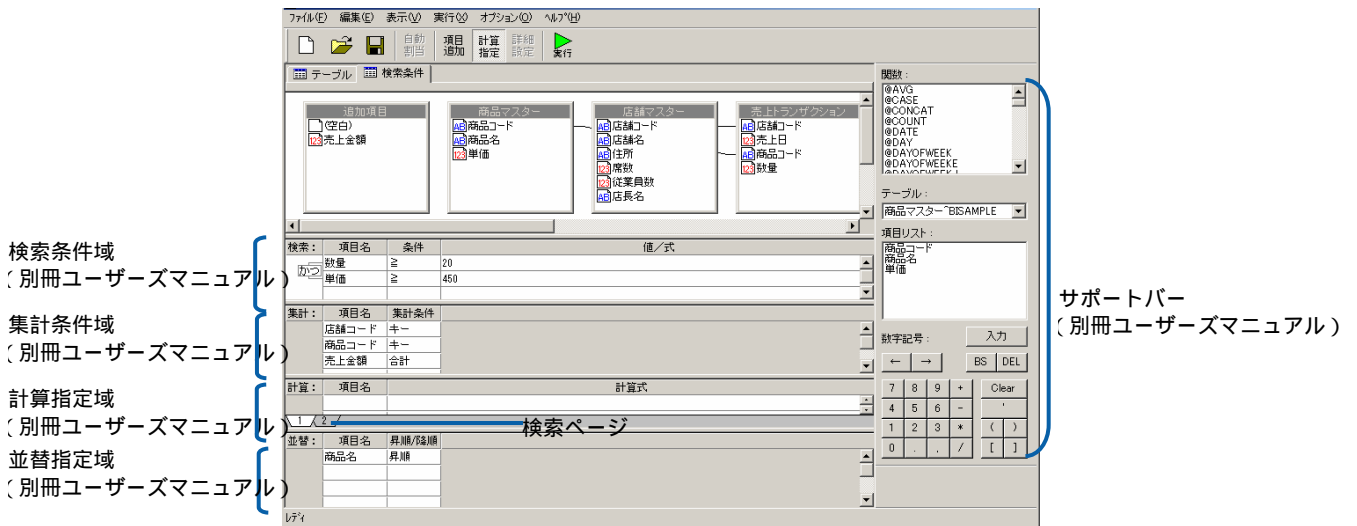 ファイル(F) 編集(E) 表示(V) 実行(X) オプション(O) ヘルプ(H)
自動割当 項目追加 計算指定 詳細設定 実行
テーブル 検索条件
追加項目
(空白)
売上金額
商品マスター
商品コード
商品名
単価
店舗マスター
店舗コード
店舗名
住所
席数
従業員数
店長名
売上トランザクション
店舗コード
売上日
商品コード
数量
検索: 項目名 条件 値/式
かつ
数量 ≧ 20
単価 ≧ 450
集計: 項目名 集計条件
店舗コード キー
商品コード キー
売上金額 合計
計算: 項目名 計算式
1 2
検索ページ
並替: 項目名 昇順/降順
商品名 昇順
レディ
関数:
@AVG
@CASE
@CONCAT
@COUNT
@DATE
@DAY
@DAYOFWEEK
@DAYOFWEEKE
@DAYOFWEEKJ
テーブル:
商品マスター^BISAMPLE
項目リスト:
商品コード
商品名
単価
数字記号: 入力
← → BS DEL
7 8 9 + Clear
4 5 6 - '
1 2 3 * ( )
0 . , / [ ]
検索条件域
(別冊ユーザーズマニュアル)
集計条件域
(別冊ユーザーズマニュアル)
計算指定域
(別冊ユーザーズマニュアル)
並替指定域
(別冊ユーザーズマニュアル)
サポートバー
(別冊ユーザーズマニュアル)